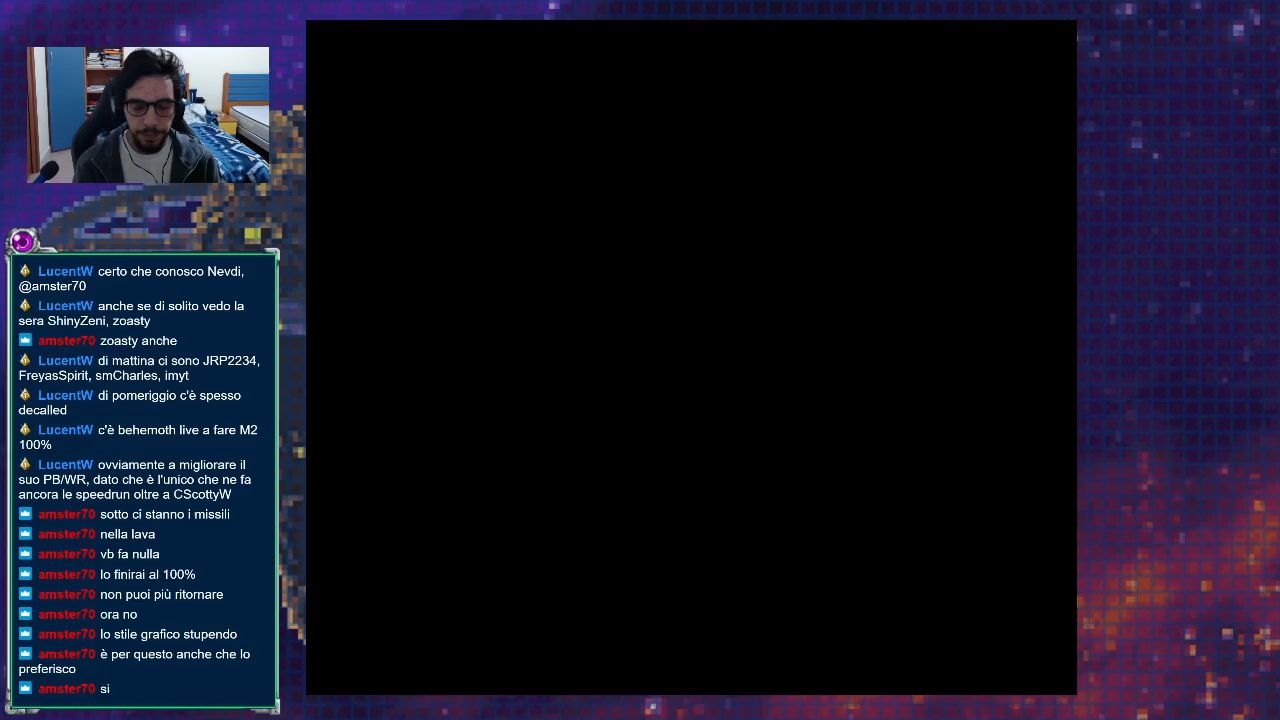 LucentW certo che conosco Nevdi,
@amster70
LucentW anche se di solito vedo la
sera ShinyZeni, zoasty
amster70 zoasty anche
LucentW di mattina ci sono JRP2234,
FreyasSpirit, smCharles, imyt
LucentW di pomeriggio c'è spesso
decalled
LucentW c'è behemoth live a fare M2
100%
LucentW ovviamente a migliorare il
suo PB/WR, dato che è l'unico che ne fa
ancora le speedrun oltre a CScottyW
amster70 sotto ci stanno i missili
amster70 nella lava
amster70 vb fa nulla
amster70 lo finirai al 100%
amster70 non puoi più ritornare
amster70 ora no
amster70 lo stile grafico stupendo
amster70 è per questo anche che lo
preferisco
amster70 si